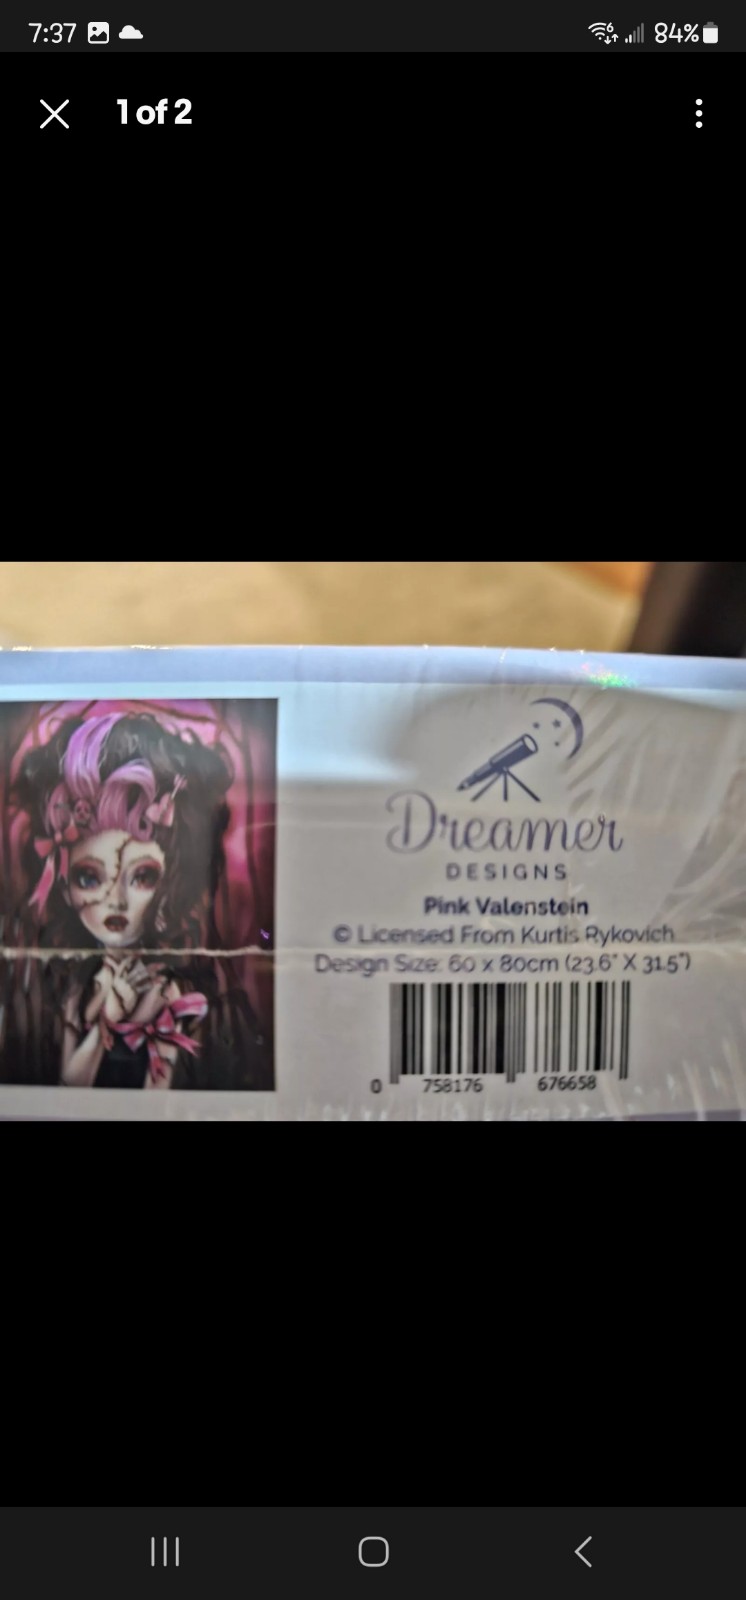 7:37
84%
1 of 2
Dreamer
DESIGNS
Pink Valenstein
© Licensed From Kurtis Rykovich
Design Size: 60 x 80cm (23.6" X 31.5")
0 758176 676658